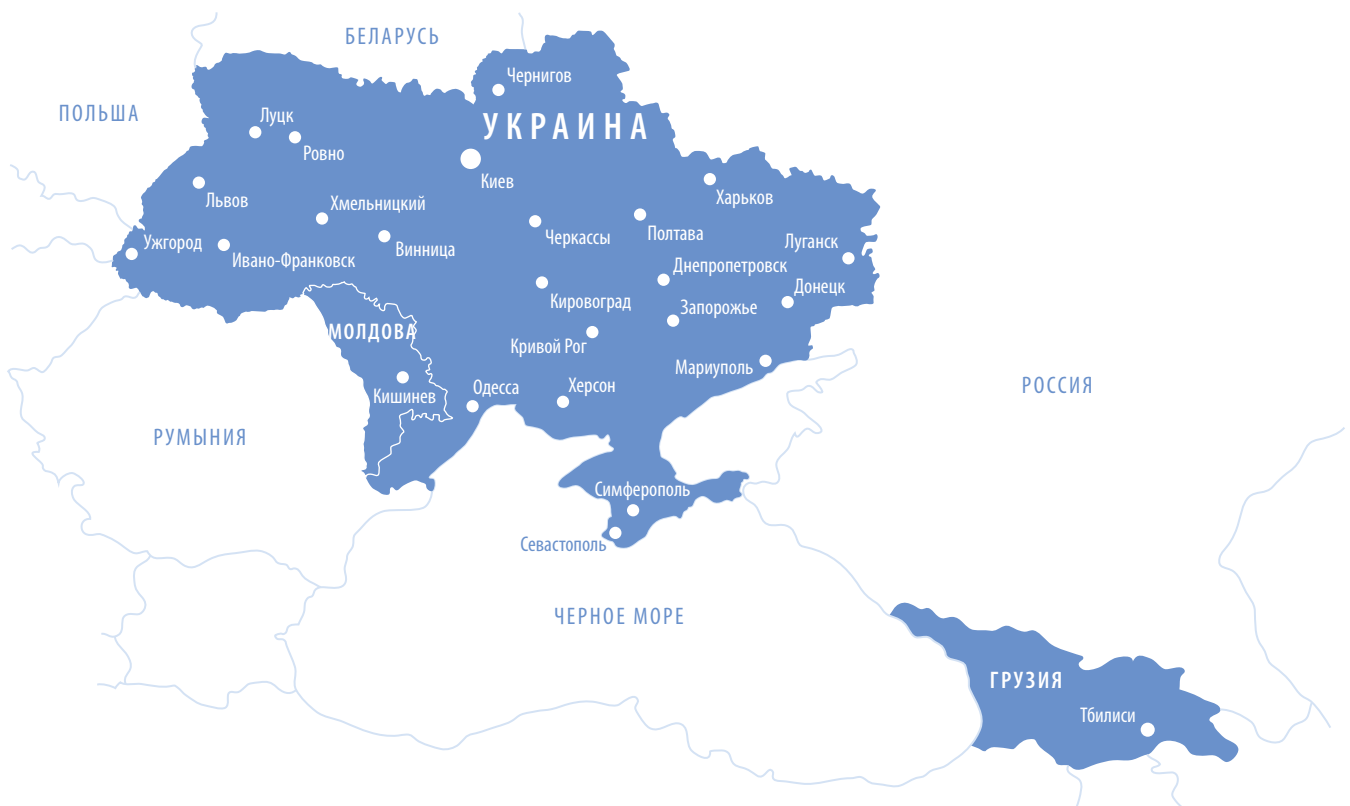 БЕЛАРУСЬ
Чернигов
ПОЛЬША
Луцк
УКРАИНА
Ровно
Киев
Харьков
Львов
Хмельницкий
Черкассы
Полтава
Ужгород
Винница
Луганск
Ивано-Франковск
Днепропетровск
Донецк
Кировоград
Запорожье
МОЛДОВА
Кривой Рог
Мариуполь
Кишинев
Одесса
Херсон
РОССИЯ
РУМЫНИЯ
Симферополь
Севастополь
ЧЕРНОЕ МОРЕ
ГРУЗИЯ
Тбилиси